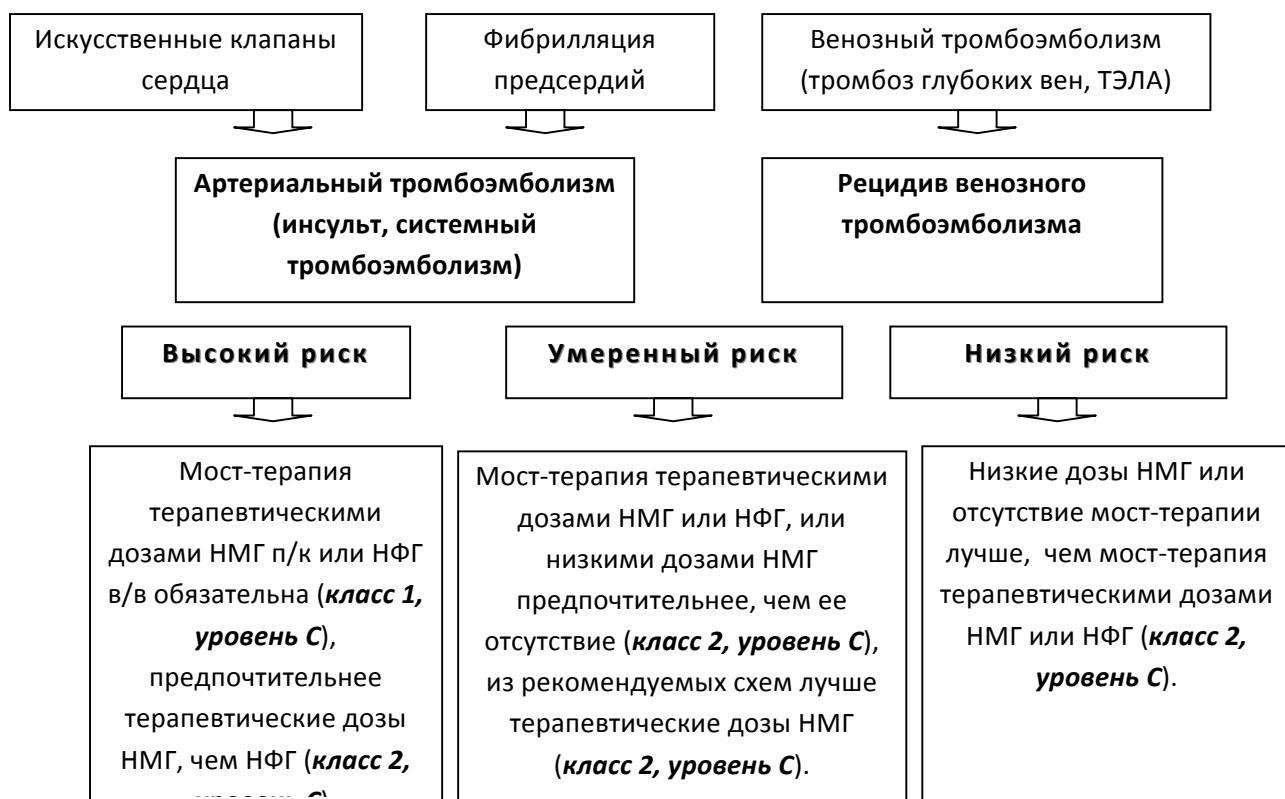 Искусственные клапаны
сердца
Фибрилляция
предсердий
Венозный тромбоэмболизм
(тромбоз глубоких вен, ТЭЛА)
Артериальный тромбоэмболизм
(инсульт, системный
тромбоэмболизм)
Рецидив венозного
тромбоэмболизма
Высокий риск
Умеренный риск
Низкий риск
Мост-терапия
терапевтическими
дозами НМГ п/к или НФГ
в/в обязательна (класс 1,
уровень С),
предпочтительнее
терапевтические дозы
НМГ, чем НФГ (класс 2,
Мост-терапия терапевтическими
дозами НМГ или НФГ, или
низкими дозами НМГ
предпочтительнее, чем ее
отсутствие (класс 2, уровень С),
из рекомендуемых схем лучше
терапевтические дозы НМГ
(класс 2, уровень С).
Низкие дозы НМГ или
отсутствие мост-терапии
лучше, чем мост-терапия
терапевтическими дозами
НМГ или НФГ (класс 2,
уровень С).